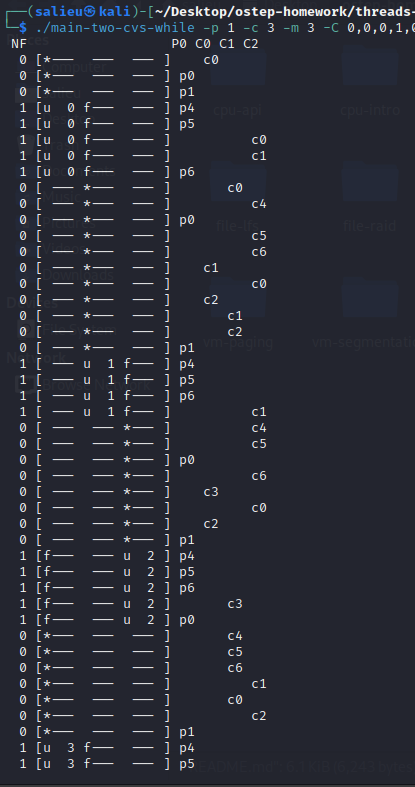 ┌──(salieu㉿kali)-[~/Desktop/ostep-homework/threads-
└─$ ./main-two-cvs-while -p 1 -c 3 -m 3 -C 0,0,0,1,0
 NF                   P0 C0 C1 C2
  0 [*---  ---  --- ]    c0
  0 [*---  ---  --- ] p0
  0 [*---  ---  --- ] p1
  1 [u  0 f---  --- ] p4
  1 [u  0 f---  --- ] p5
  1 [u  0 f---  --- ]          c0
  1 [u  0 f---  --- ]          c1
  1 [u  0 f---  --- ] p6
  0 [ --- *---  --- ]       c0
  0 [ --- *---  --- ]          c4
  0 [ --- *---  --- ] p0
  0 [ --- *---  --- ]          c5
  0 [ --- *---  --- ]          c6
  0 [ --- *---  --- ]    c1
  0 [ --- *---  --- ]          c0
  0 [ --- *---  --- ]    c2
  0 [ --- *---  --- ]       c1
  0 [ --- *---  --- ]          c2
  0 [ --- *---  --- ] p1
  1 [ --- u  1 f--- ] p4
  1 [ --- u  1 f--- ] p5
  1 [ --- u  1 f--- ] p6
  1 [ --- u  1 f--- ]          c1
  0 [ ---  --- *--- ]          c4
  0 [ ---  --- *--- ]          c5
  0 [ ---  --- *--- ] p0
  0 [ ---  --- *--- ]          c6
  0 [ ---  --- *--- ]    c3
  0 [ ---  --- *--- ]          c0
  0 [ ---  --- *--- ]    c2
  0 [ ---  --- *--- ] p1
  1 [f---  --- u  2 ] p4
  1 [f---  --- u  2 ] p5
  1 [f---  --- u  2 ] p6
  1 [f---  --- u  2 ]       c3
  1 [f---  --- u  2 ] p0
  0 [*---  ---  --- ]       c4
  0 [*---  ---  --- ]       c5
  0 [*---  ---  --- ]       c6
  0 [*---  ---  --- ]          c1
  0 [*---  ---  --- ]       c0
  0 [*---  ---  --- ]          c2
  0 [*---  ---  --- ] p1
  1 [u  3 f---  --- ] p4
  1 [u  3 f---  --- ] p5